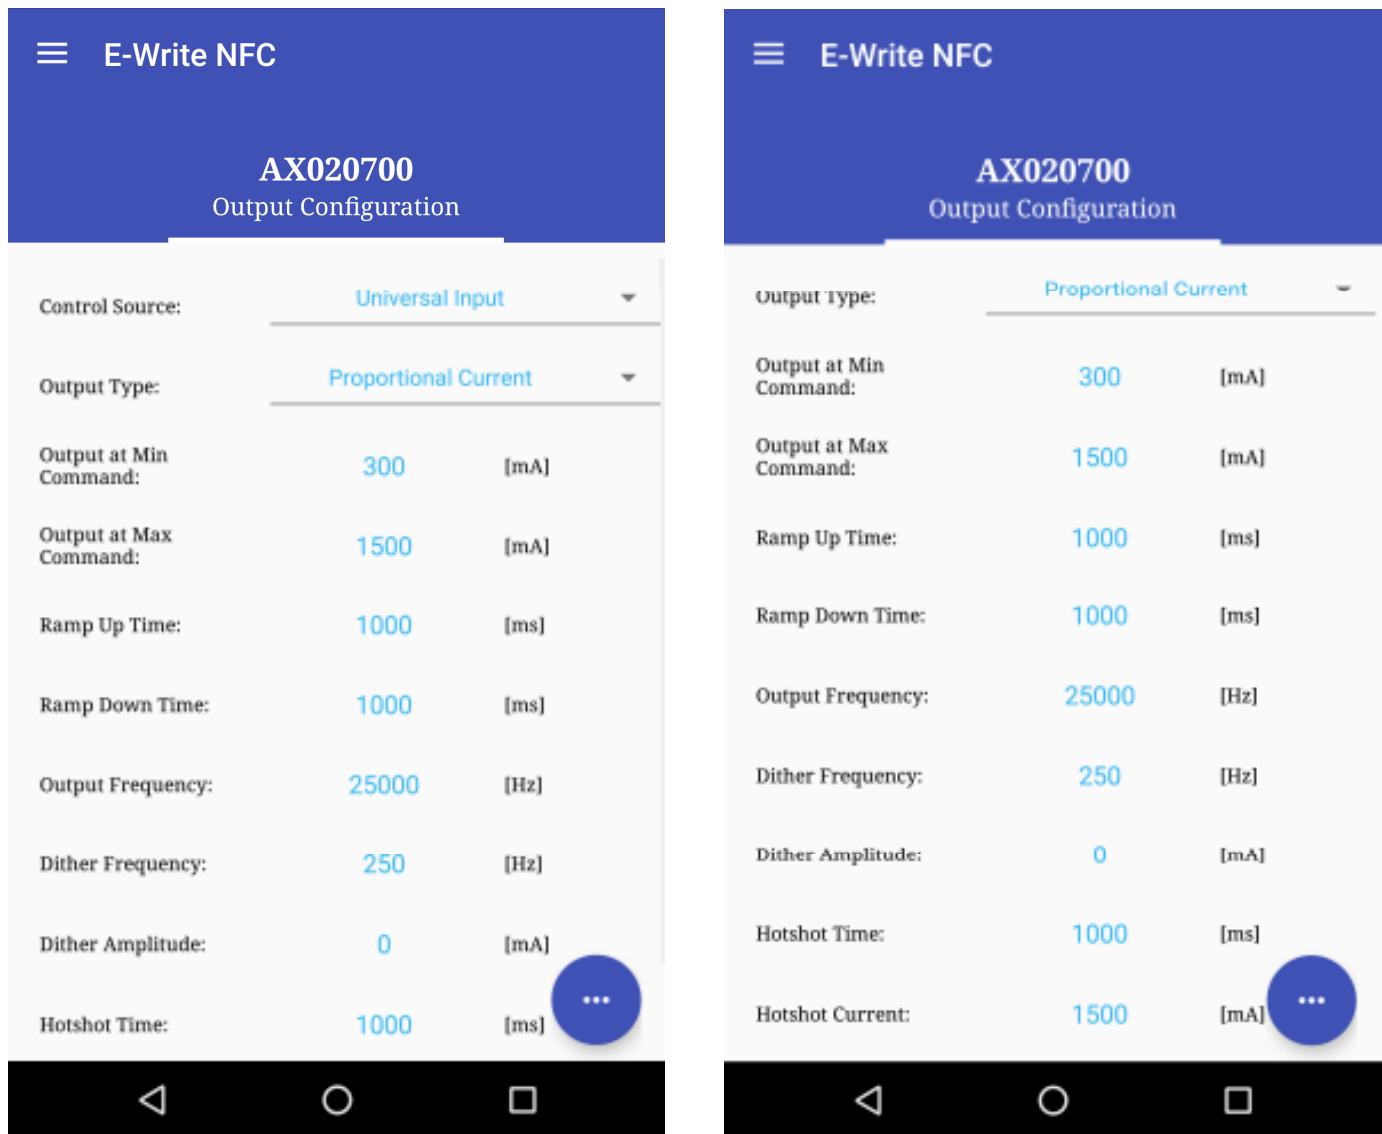 E-Write NFC
AX020700
Output Configuration
Control Source: Universal Input
Output Type: Proportional Current
Output at Min
Command: 300 [mA]
Output at Max
Command: 1500 [mA]
Ramp Up Time: 1000 [ms]
Ramp Down Time: 1000 [ms]
Output Frequency: 25000 [Hz]
Dither Frequency: 250 [Hz]
Dither Amplitude: 0 [mA]
Hotshot Time: 1000 [ms]
E-Write NFC
AX020700
Output Configuration
Output Type: Proportional Current
Output at Min
Command: 300 [mA]
Output at Max
Command: 1500 [mA]
Ramp Up Time: 1000 [ms]
Ramp Down Time: 1000 [ms]
Output Frequency: 25000 [Hz]
Dither Frequency: 250 [Hz]
Dither Amplitude: 0 [mA]
Hotshot Time: 1000 [ms]
Hotshot Current: 1500 [mA]